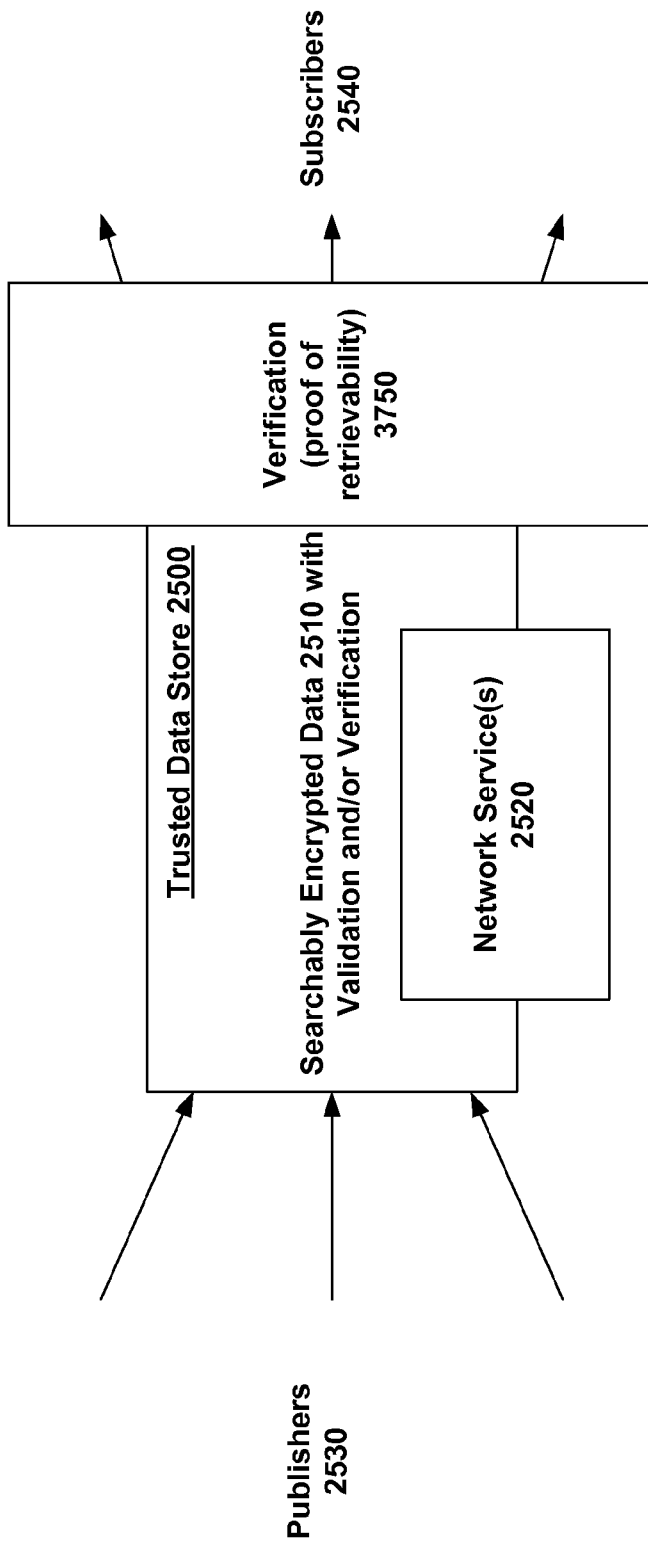 Publishers
2530
Trusted Data Store 2500
Searchably Encrypted Data 2510 with
Validation and/or Verification
Network Service(s)
2520
Verification
(proof of
retrievability)
3750
Subscribers
2540